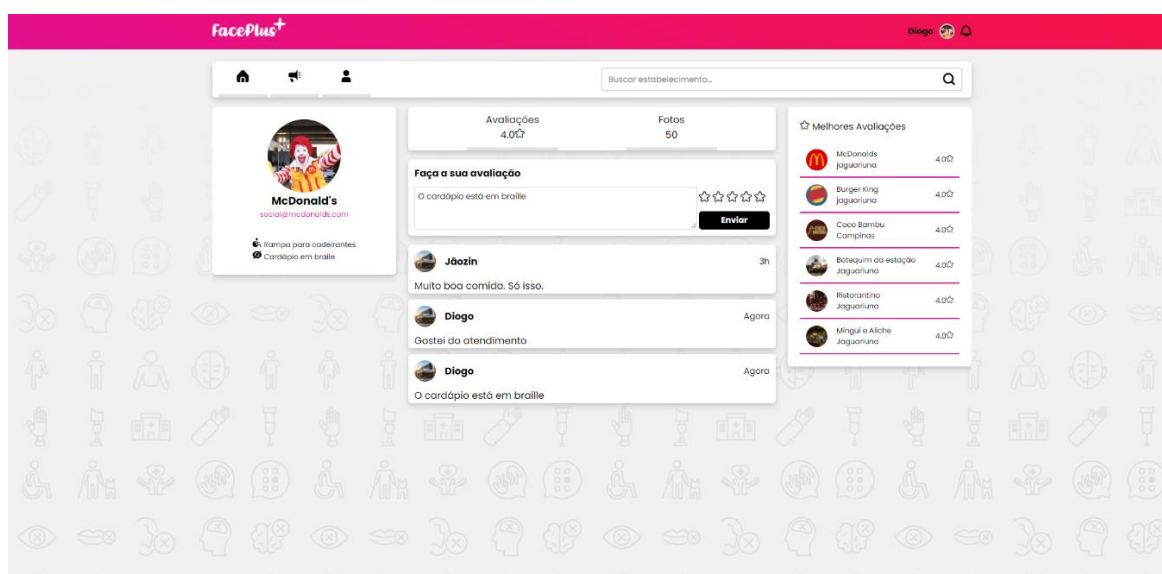 FacePlus+
Diogo
Buscar estabelecimento...
McDonald's
social@mcdonalds.com
Rampa para cadeirantes
Cardápio em braile
Avaliações
4.0
Fotos
50
Faça a sua avaliação
O cardápio está em braille
Enviar
Jãozin 3h
Muito boa comida. Só isso.
Diogo Agora
Gostei do atendimento
Diogo Agora
O cardápio está em braille
Melhores Avaliações
McDonalds
jaguariuna
4.0
Burger King
jaguariuna
4.0
Coco Bambu
Campinas
4.0
Botequim da estação
Jaguariuna
4.0
Ristorantino
Jaguariuna
4.0
Mingui e Aliche
Jaguariuna
4.0